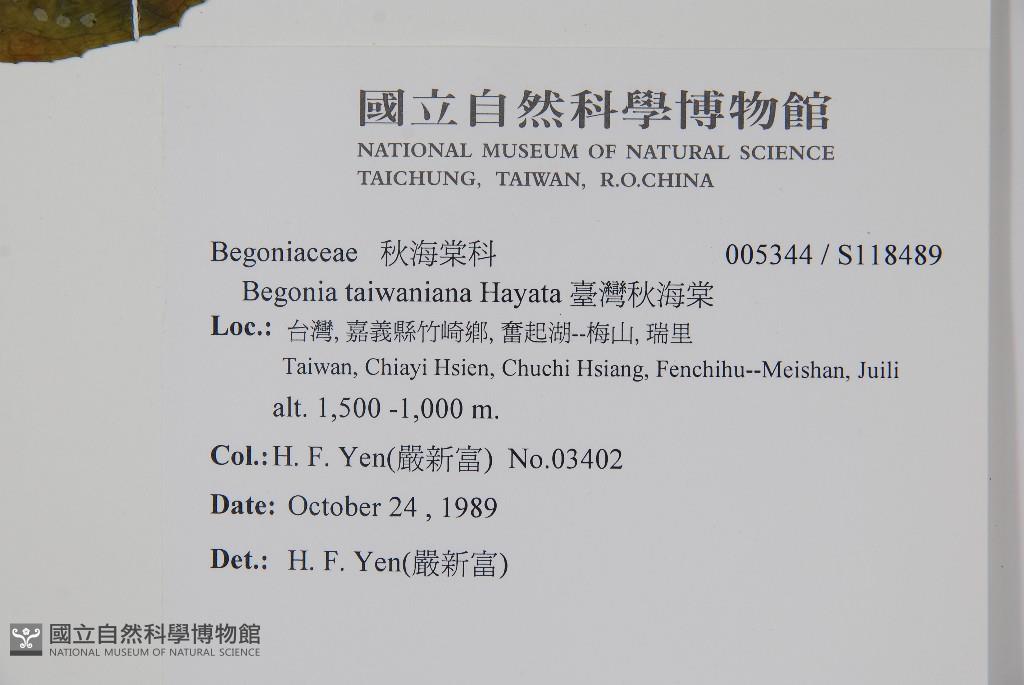 國立自然科學博物館
NATIONAL MUSEUM OF NATURAL SCIENCE
TAICHUNG, TAIWAN, R.O.CHINA
Begoniaceae 秋海棠科 005344 / S118489
Begonia taiwaniana Hayata 臺灣秋海棠
Loc.: 台灣, 嘉義縣竹崎鄉, 奮起湖--梅山, 瑞里
Taiwan, Chiayi Hsien, Chuchi Hsiang, Fenchihu--Meishan, Juili
alt. 1,500 -1,000 m.
Col.: H. F. Yen(嚴新富) No.03402
Date: October 24 , 1989
Det.: H. F. Yen(嚴新富)
國立自然科學博物館
NATIONAL MUSEUM OF NATURAL SCIENCE